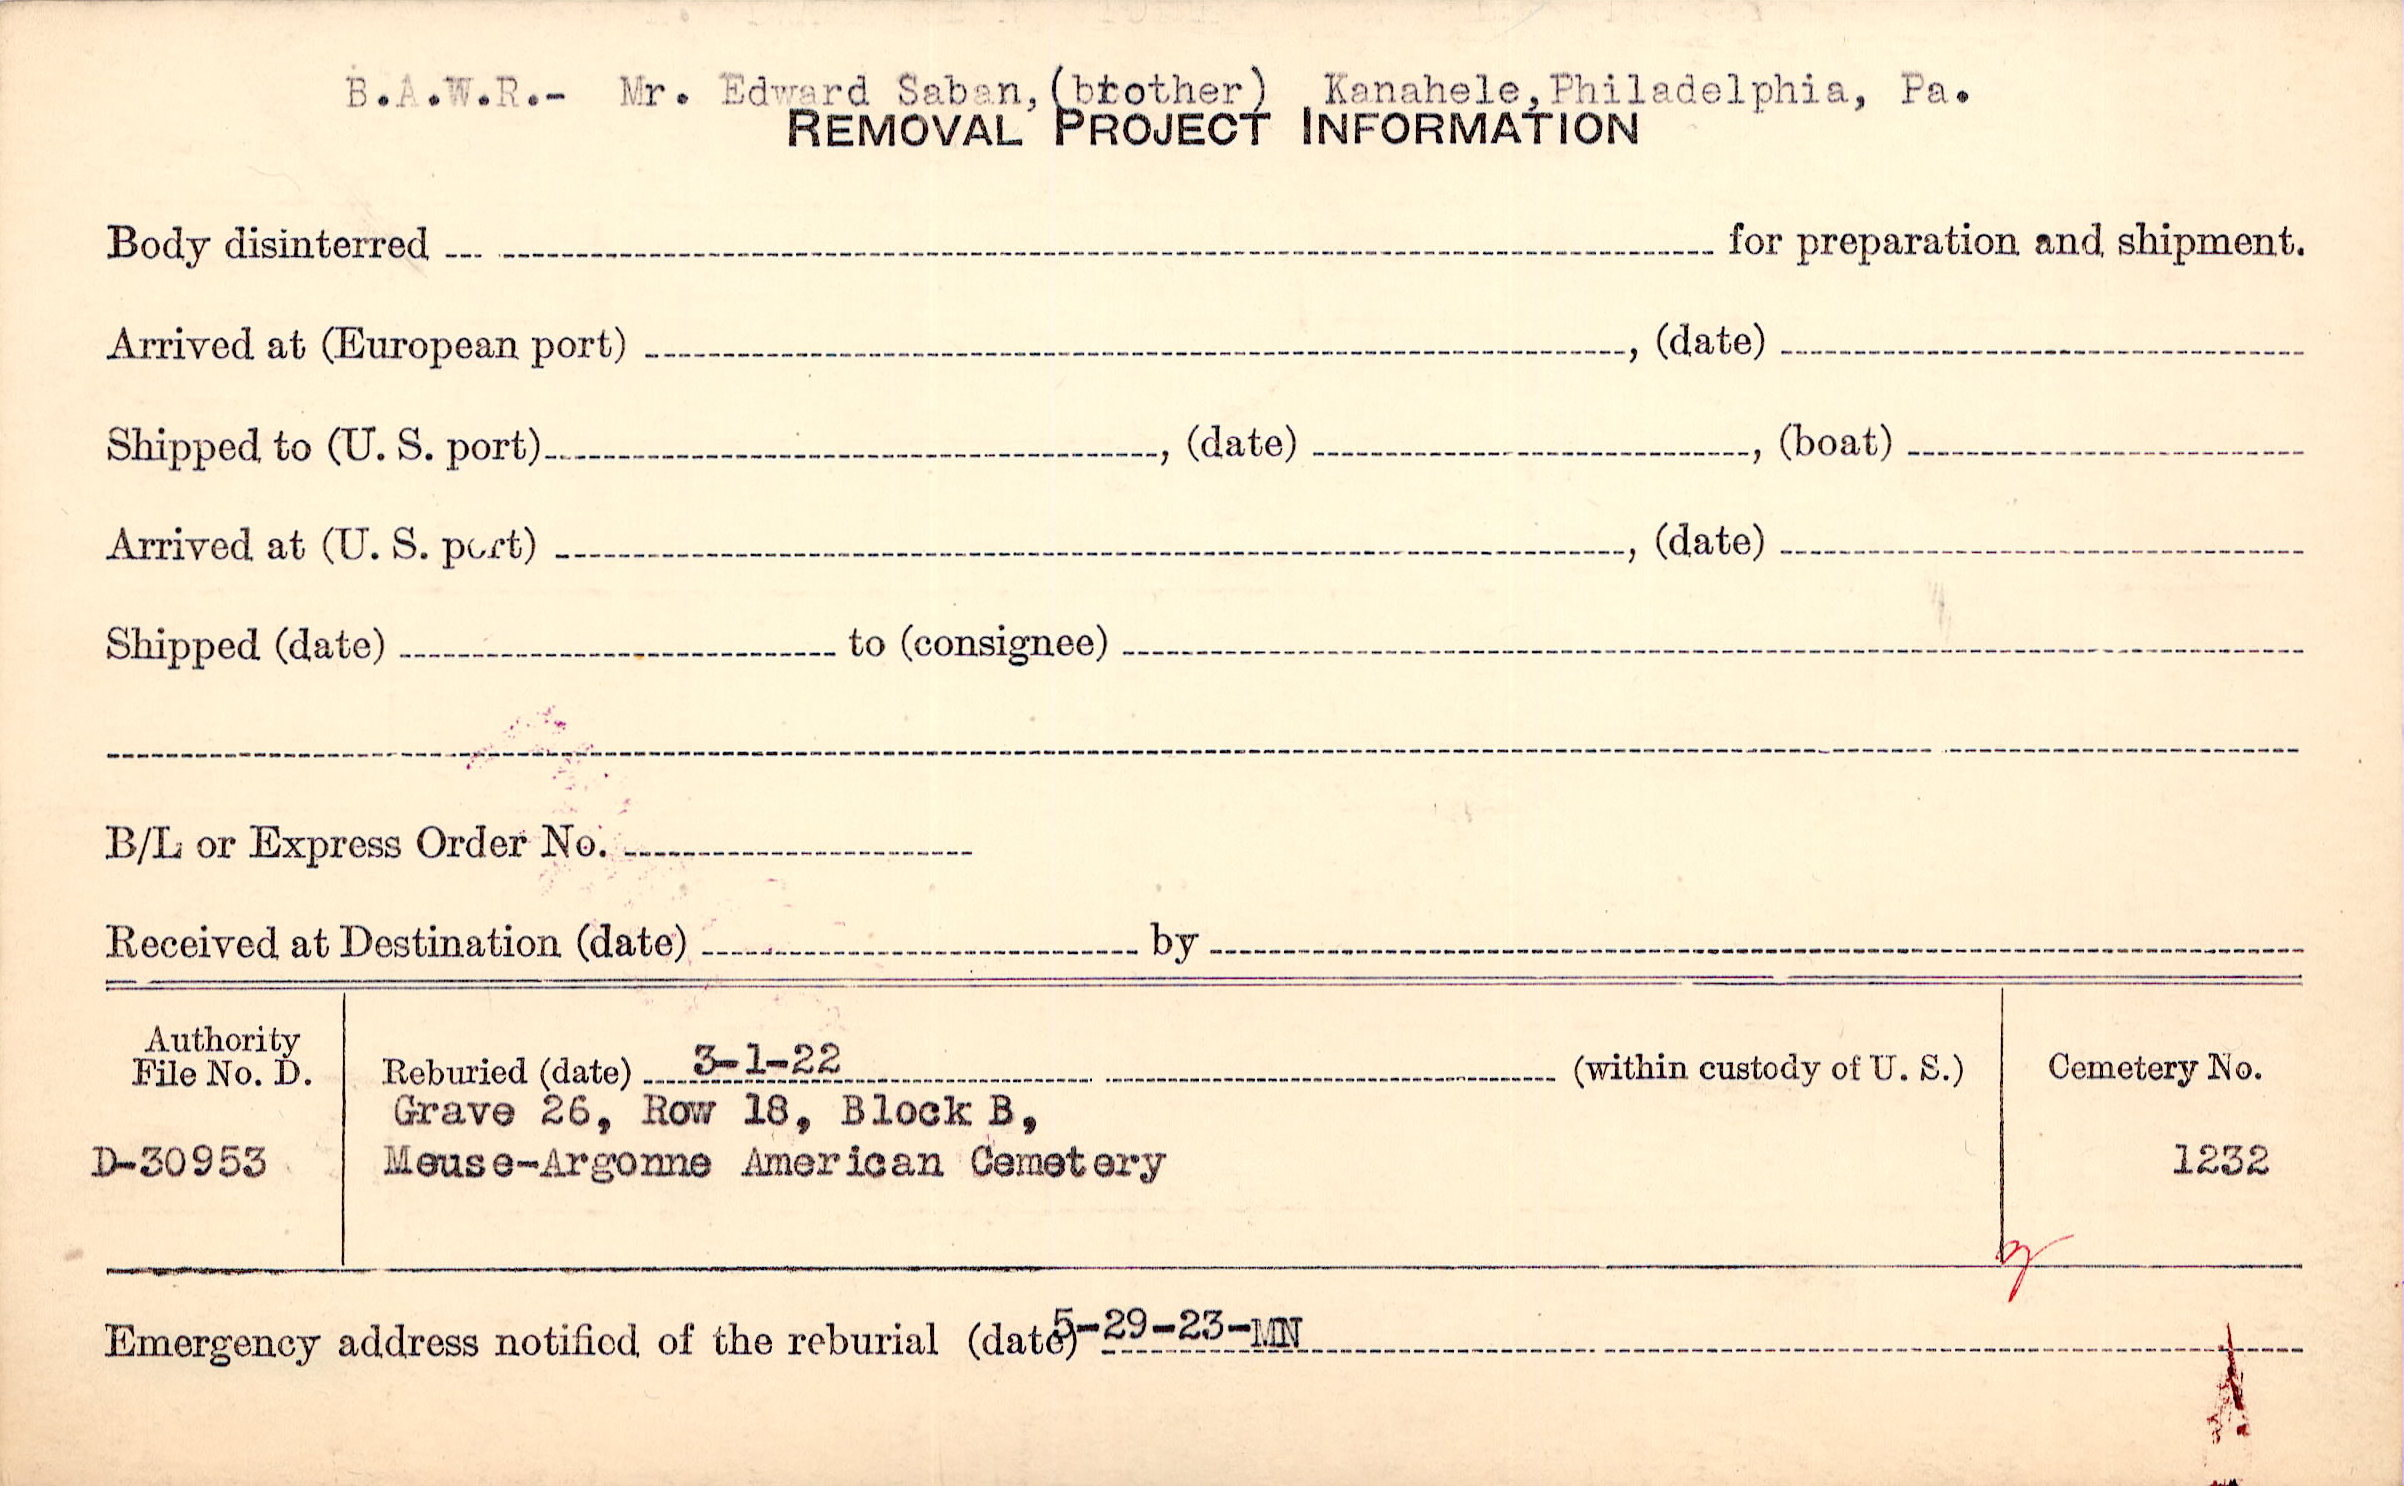 B.A.W.R.- Mr. Edward Saban,(brother) Kanahele,Philadelphia, Pa.
REMOVAL PROJECT INFORMATION
Body disinterred for preparation and shipment.
Arrived at (European port) , (date)
Shipped to (U. S. port) , (date) , (boat)
Arrived at (U. S. port) , (date)
Shipped (date) to (consignee)
B/L or Express Order No.
Received at Destination (date) by
Authority
File No. D.
D-30953
Reburied (date) 3-1-22 (within custody of U. S.)
Grave 26, Row 18, Block B,
Meuse-Argonne American Cemetery
Cemetery No.
1232
Emergency address notified of the reburial (date) 5-29-23-MN